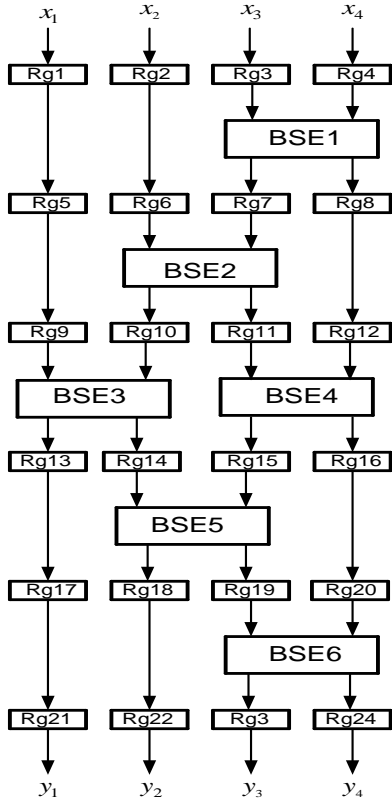 x₁ x₂ x₃ x₄
Rg1 Rg2 Rg3 Rg4
BSE1
Rg5 Rg6 Rg7 Rg8
BSE2
Rg9 Rg10 Rg11 Rg12
BSE3 BSE4
Rg13 Rg14 Rg15 Rg16
BSE5
Rg17 Rg18 Rg19 Rg20
BSE6
Rg21 Rg22 Rg3 Rg24
y₁ y₂ y₃ y₄